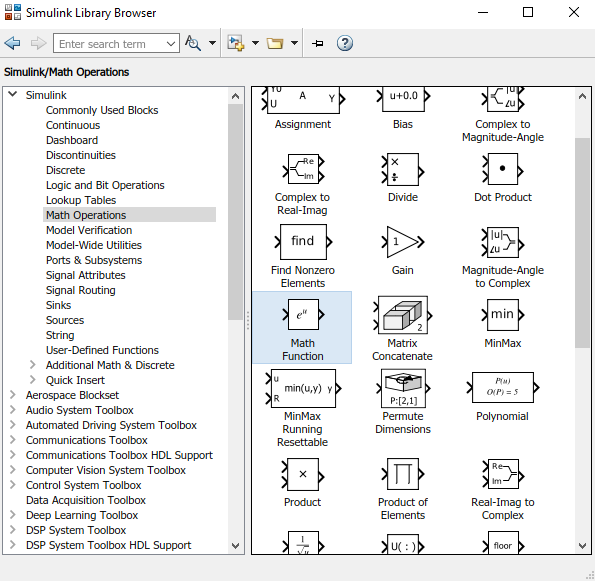 Simulink Library Browser
Enter search term
Simulink/Math Operations
Simulink
Commonly Used Blocks
Continuous
Dashboard
Discontinuities
Discrete
Logic and Bit Operations
Lookup Tables
Math Operations
Model Verification
Model-Wide Utilities
Ports & Subsystems
Signal Attributes
Signal Routing
Sinks
Sources
String
User-Defined Functions
Additional Math & Discrete
Quick Insert
Aerospace Blockset
Audio System Toolbox
Automated Driving System Toolbox
Communications Toolbox
Communications Toolbox HDL Support
Computer Vision System Toolbox
Control System Toolbox
Data Acquisition Toolbox
Deep Learning Toolbox
DSP System Toolbox
DSP System Toolbox HDL Support
Y0
U A Y
Assignment
u+0.0
Bias
|u|
∠u
Complex to
Magnitude-Angle
Re
Im
Complex to
Real-Imag
×
÷
Divide
Dot Product
find
Find Nonzero
Elements
1
Gain
|u|
∠u
Magnitude-Angle
to Complex
e^u
Math
Function
2
Matrix
Concatenate
min
MinMax
u
R min(u,y) y
MinMax
Running
Resettable
P:[2,1]
Permute
Dimensions
P(u)
O(P) = 5
Polynomial
×
Product
∏
Product of
Elements
Re
Im
Real-Imag to
Complex
1
√u
U( : )
floor